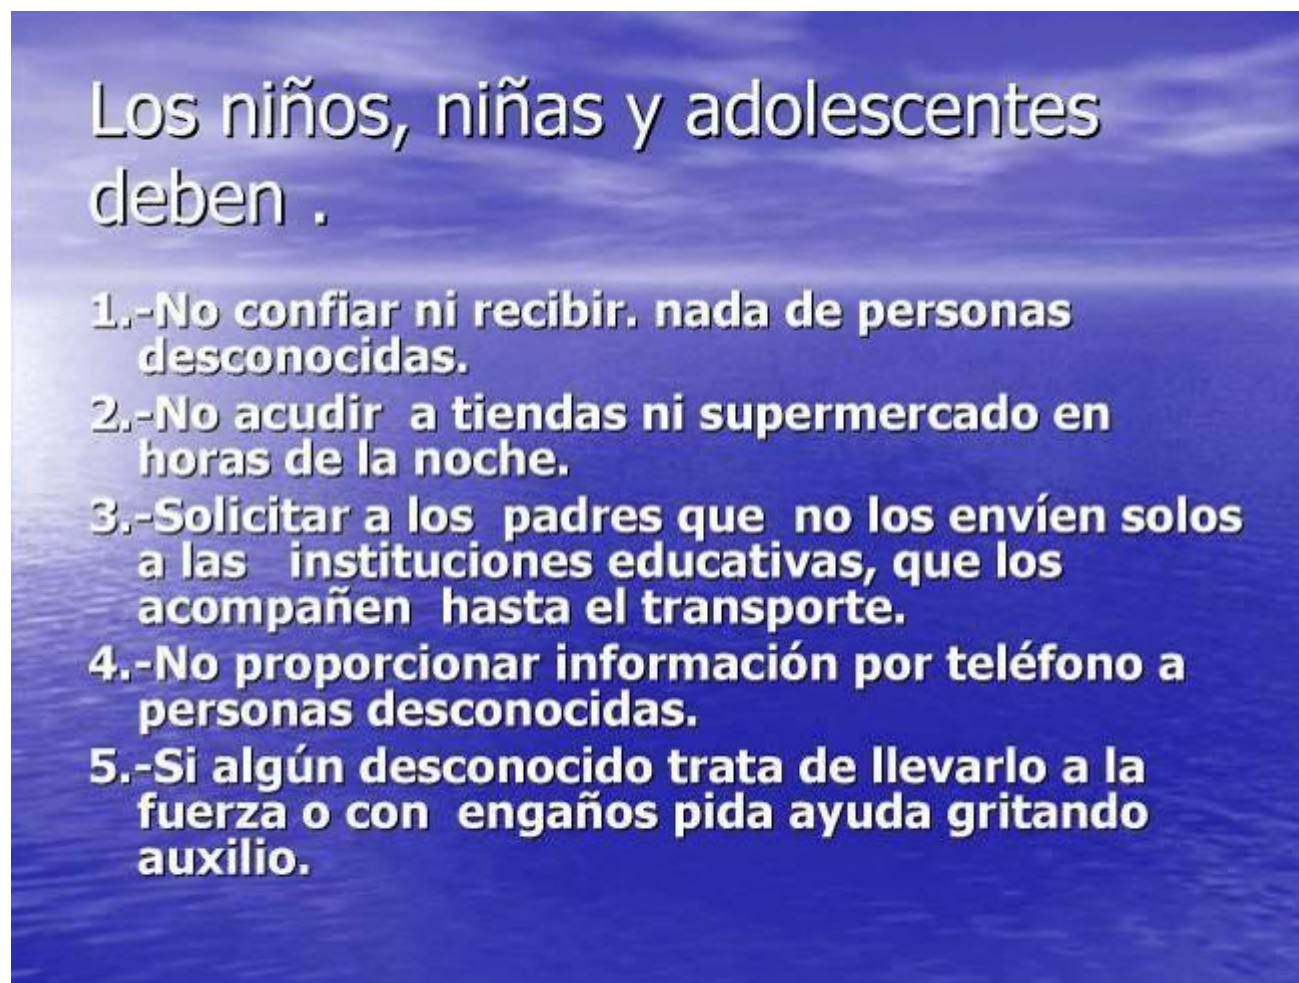 Los niños, niñas y adolescentes
deben .
1.-No confiar ni recibir. nada de personas
desconocidas.
2.-No acudir  a tiendas ni supermercado en
horas de la noche.
3.-Solicitar a los  padres que  no los envíen solos
a las   instituciones educativas, que los
acompañen  hasta el transporte.
4.-No proporcionar información por teléfono a
personas desconocidas.
5.-Si algún desconocido trata de llevarlo a la
fuerza o con  engaños pida ayuda gritando
auxilio.